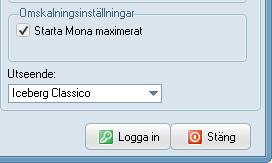 Omskalningsinställningar
Starta Mona maximerat
Utseende:
Iceberg Classico
Logga in
Stäng